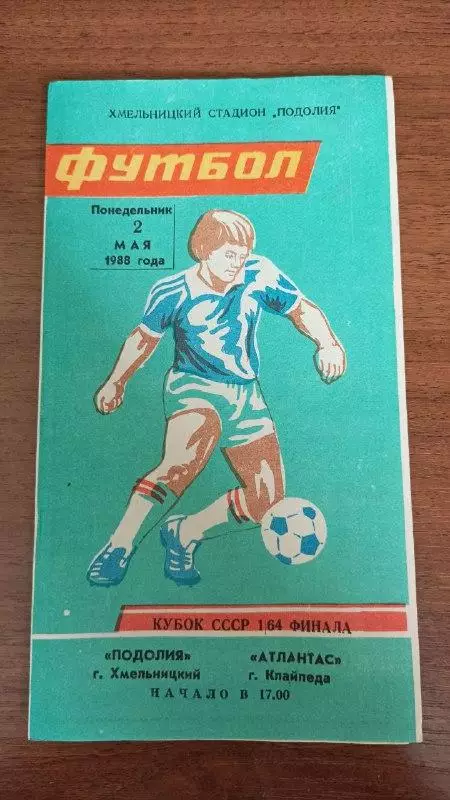 ХМЕЛЬНИЦКИЙ СТАДИОН „ПОДОЛИЯ"
ФУТБОЛ
Понедельник
2
МАЯ
1988 года
КУБОК СССР 1/64 ФИНАЛА
«ПОДОЛИЯ» «АТЛАНТАС»
г. Хмельницкий г. Клайпеда
НАЧАЛО В 17.00